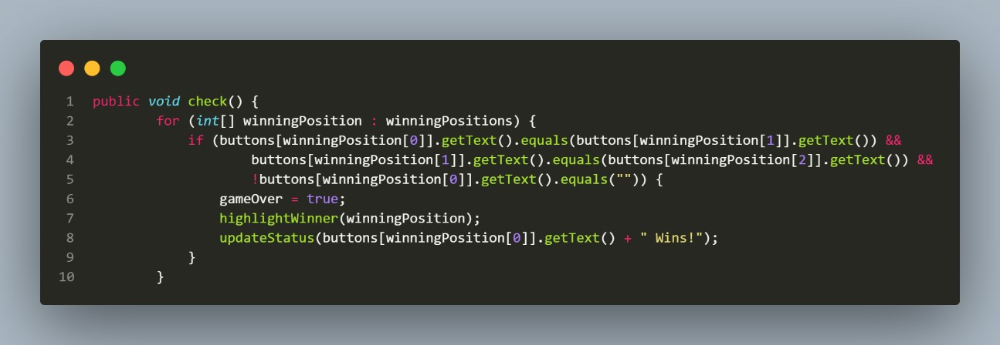 1 public void check() {
2 for (int[] winningPosition : winningPositions) {
3 if (buttons[winningPosition[0]].getText().equals(buttons[winningPosition[1]].getText()) &&
4 buttons[winningPosition[1]].getText().equals(buttons[winningPosition[2]].getText()) &&
5 !buttons[winningPosition[0]].getText().equals("")) {
6 gameOver = true;
7 highlightWinner(winningPosition);
8 updateStatus(buttons[winningPosition[0]].getText() + " Wins!");
9 }
10 }